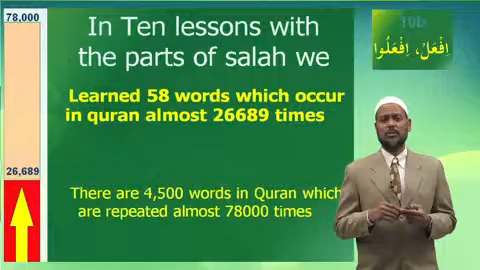 78,000
In Ten lessons with
the parts of salah we
10b
اِفْعَلْ، اِفْعَلُوا
Learned 58 words which occur
in quran almost 26689 times
26,689
There are 4,500 words in Quran which
are repeated almost 78000 times